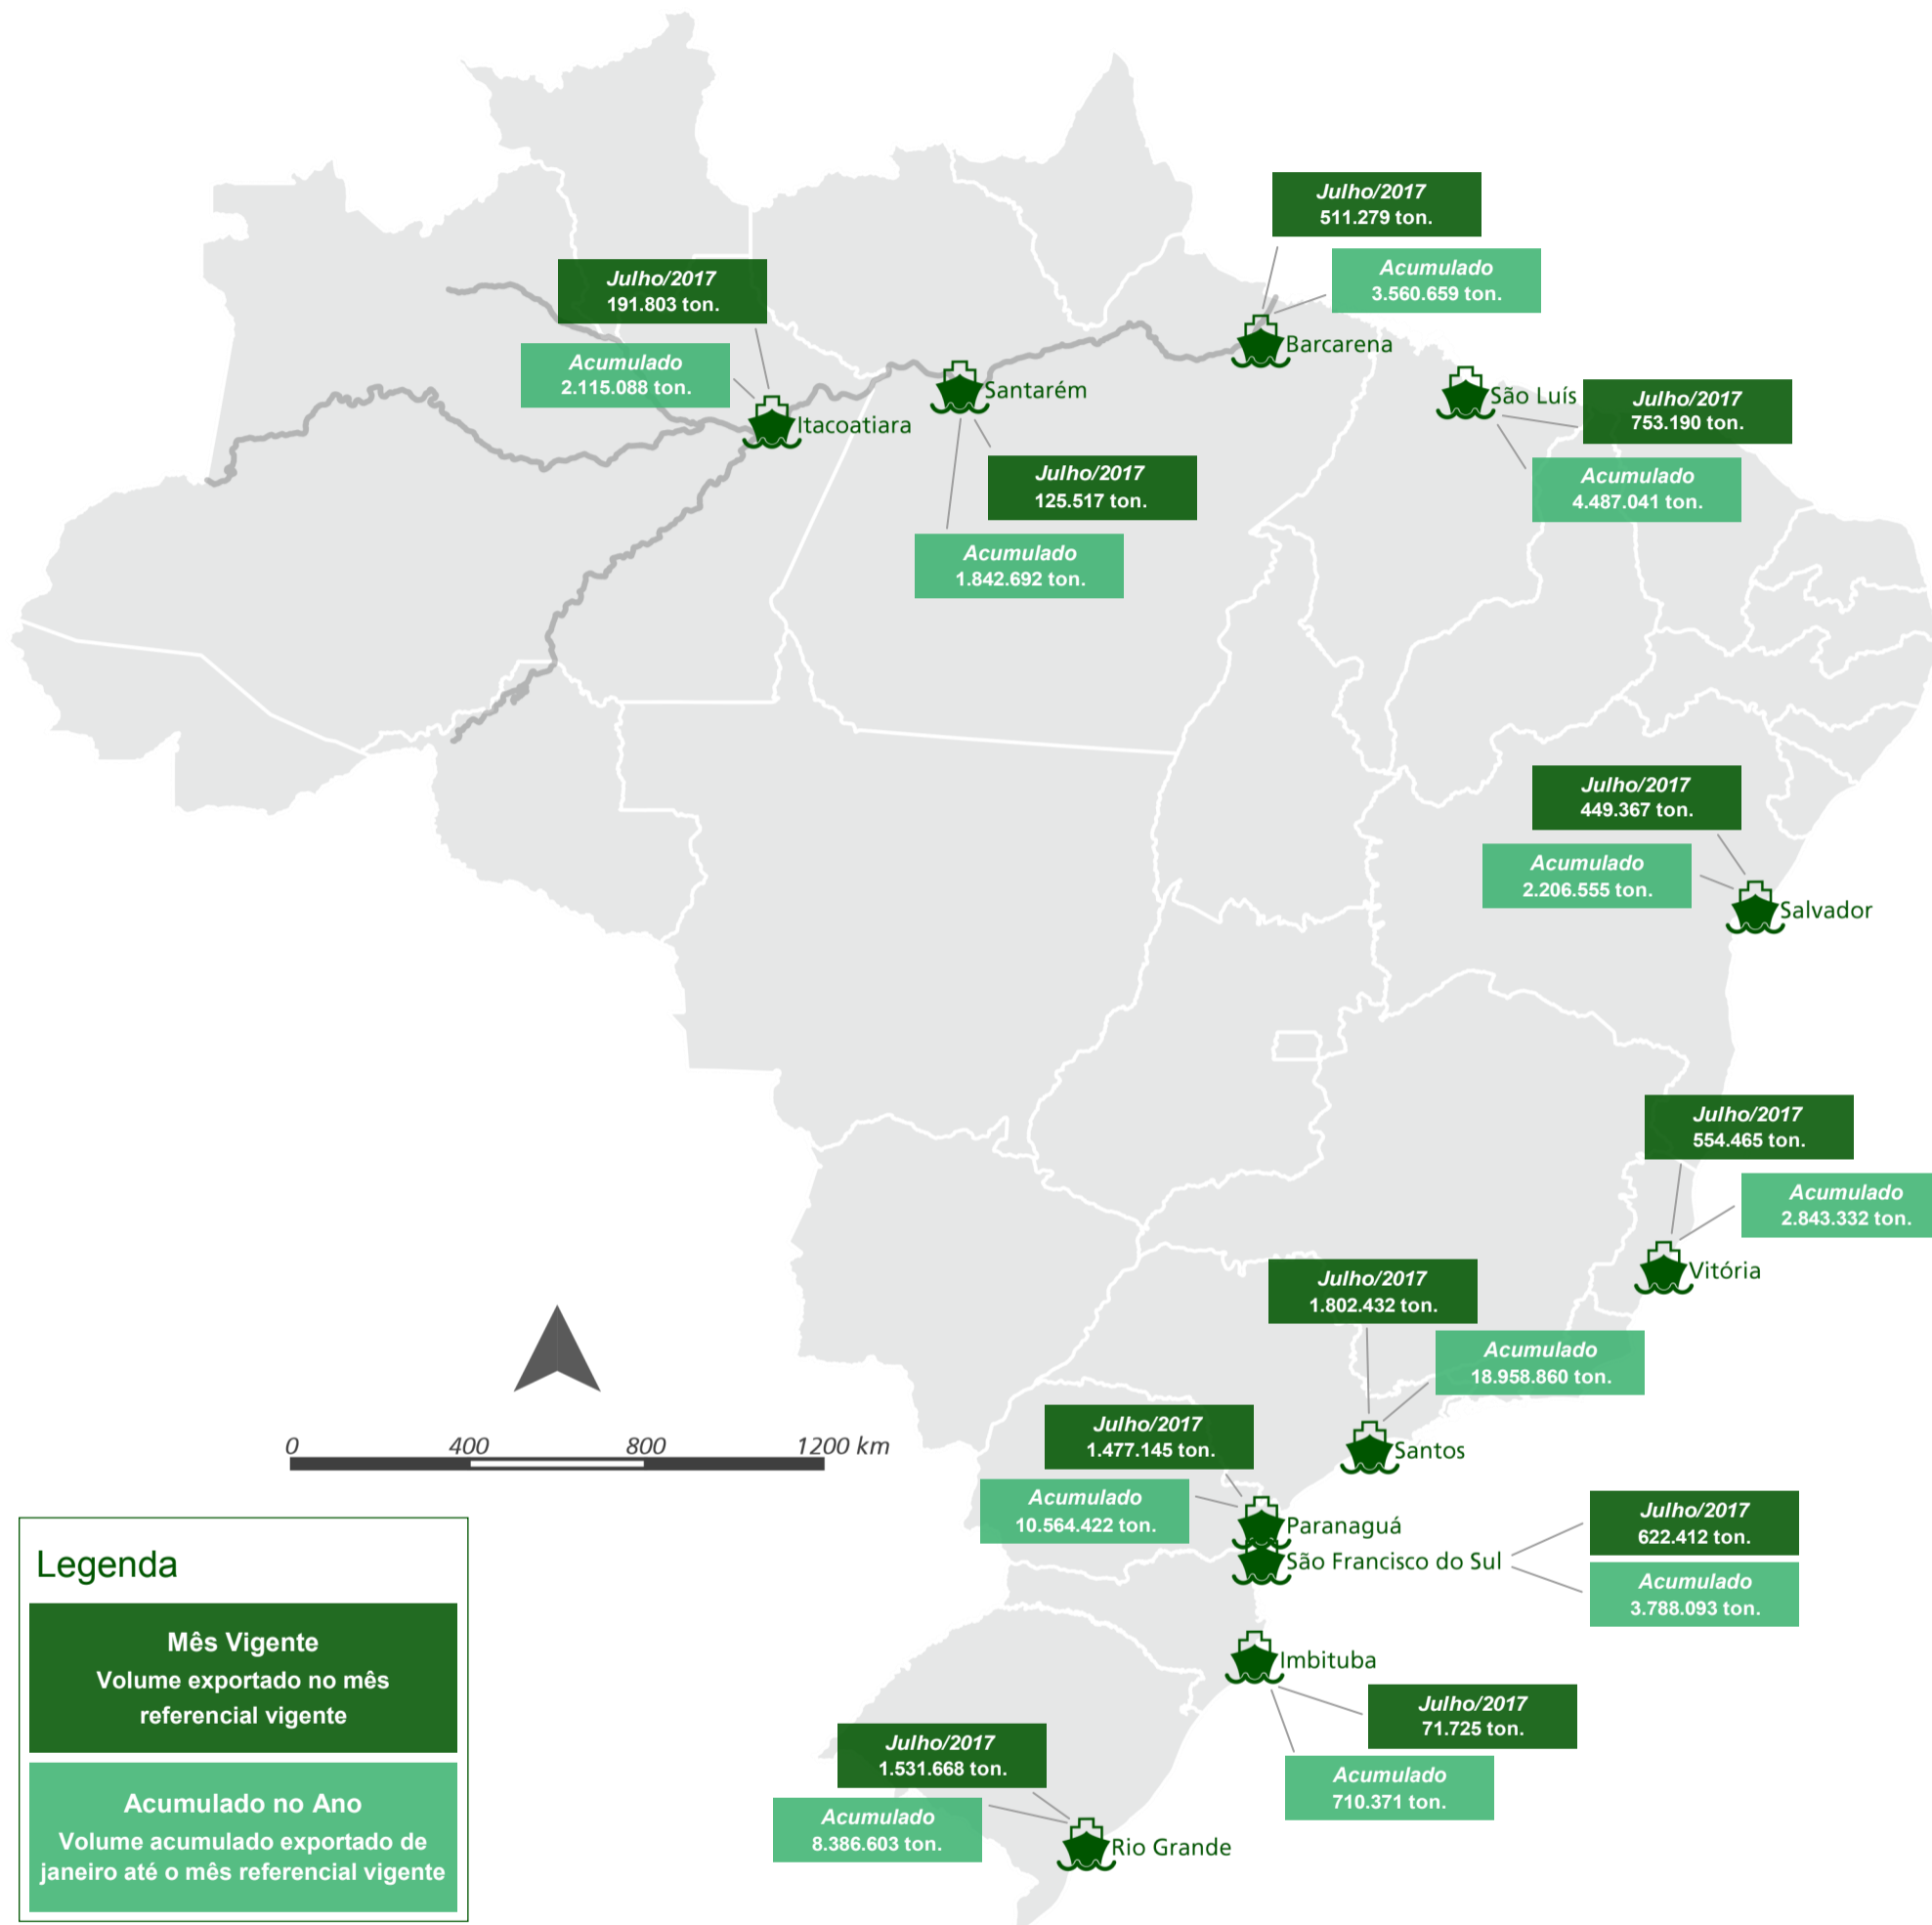 Julho/2017
511.279 ton.
Acumulado
3.560.659 ton.
Barcarena
Julho/2017
191.803 ton.
Acumulado
2.115.088 ton.
Itacoatiara
Santarém
Julho/2017
125.517 ton.
Acumulado
1.842.692 ton.
São Luís
Julho/2017
753.190 ton.
Acumulado
4.487.041 ton.
Julho/2017
449.367 ton.
Acumulado
2.206.555 ton.
Salvador
Julho/2017
554.465 ton.
Acumulado
2.843.332 ton.
Vitória
Julho/2017
1.802.432 ton.
Acumulado
18.958.860 ton.
Santos
Julho/2017
1.477.145 ton.
Acumulado
10.564.422 ton.
Paranaguá
São Francisco do Sul
Julho/2017
622.412 ton.
Acumulado
3.788.093 ton.
Imbituba
Julho/2017
71.725 ton.
Acumulado
710.371 ton.
Julho/2017
1.531.668 ton.
Acumulado
8.386.603 ton.
Rio Grande
0 400 800 1200 km
Legenda
Mês Vigente
Volume exportado no mês
referencial vigente
Acumulado no Ano
Volume acumulado exportado de
janeiro até o mês referencial vigente